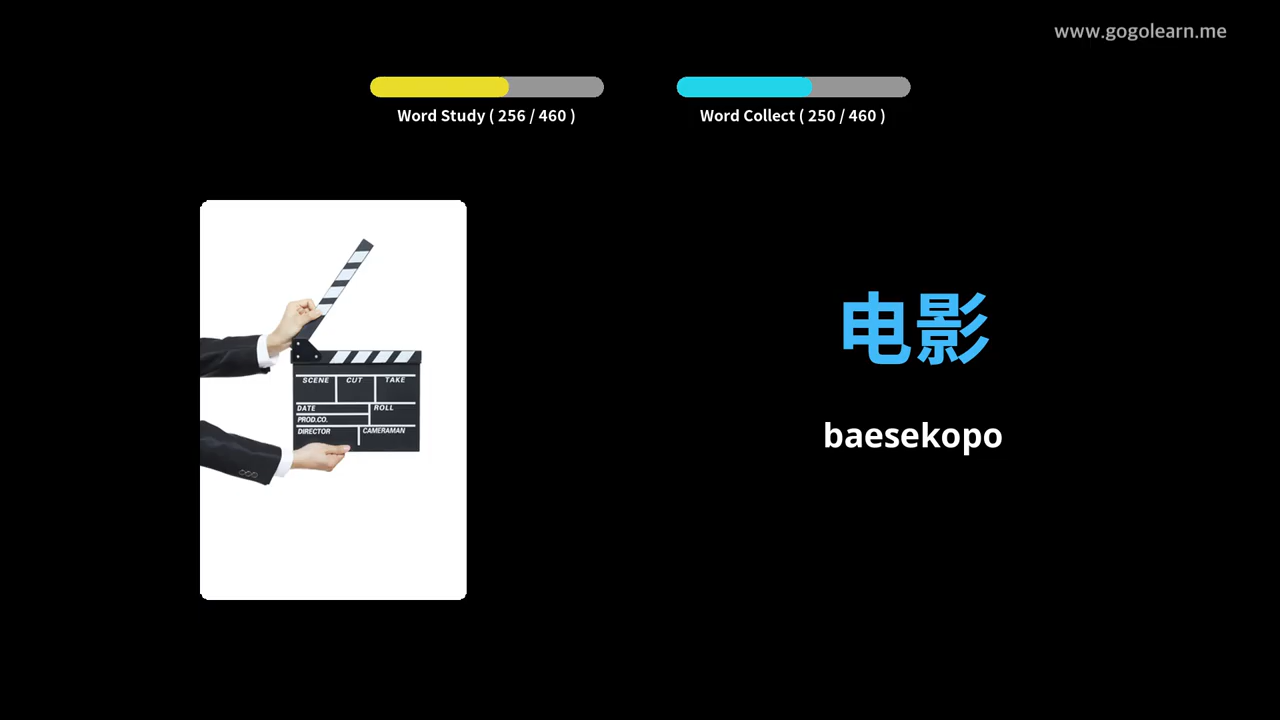 www.gogolearn.me
Word Study ( 256 / 460 )
Word Collect ( 250 / 460 )
SCENE CUT TAKE
DATE ROLL
PROD.CO.
DIRECTOR CAMERAMAN
电影
baesekopo